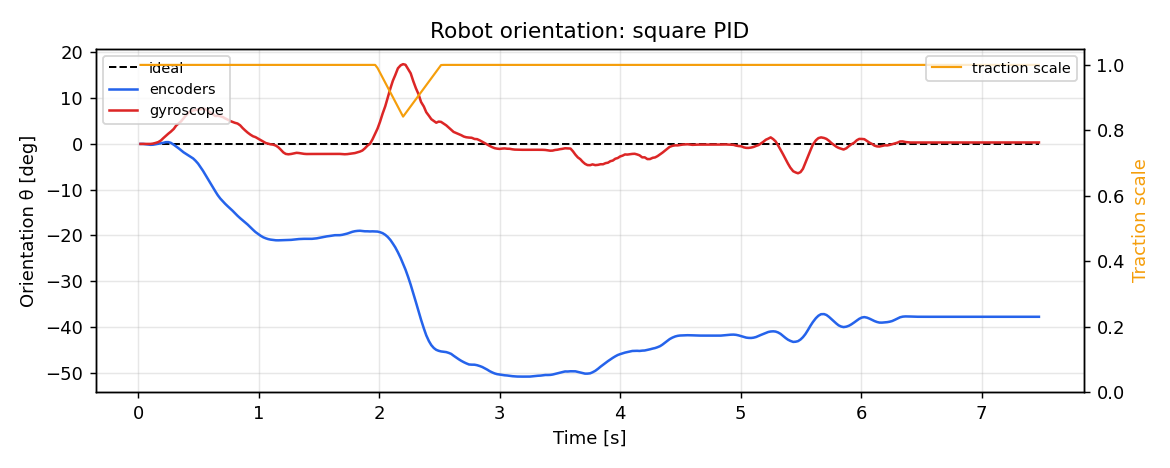 Robot orientation: square PID
20
10
0
−10
−20
−30
−40
−50
Orientation θ [deg]
ideal
encoders
gyroscope
traction scale
1.0
0.8
0.6
0.4
0.2
0.0
Traction scale
0 1 2 3 4 5 6 7
Time [s]